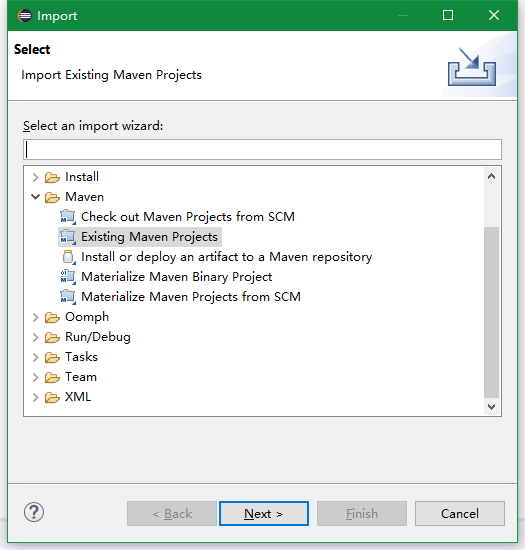 Import
Select
Import Existing Maven Projects
Select an import wizard:
Install
Maven
Check out Maven Projects from SCM
Existing Maven Projects
Install or deploy an artifact to a Maven repository
Materialize Maven Binary Project
Materialize Maven Projects from SCM
Oomph
Run/Debug
Tasks
Team
XML
? < Back Next > Finish Cancel